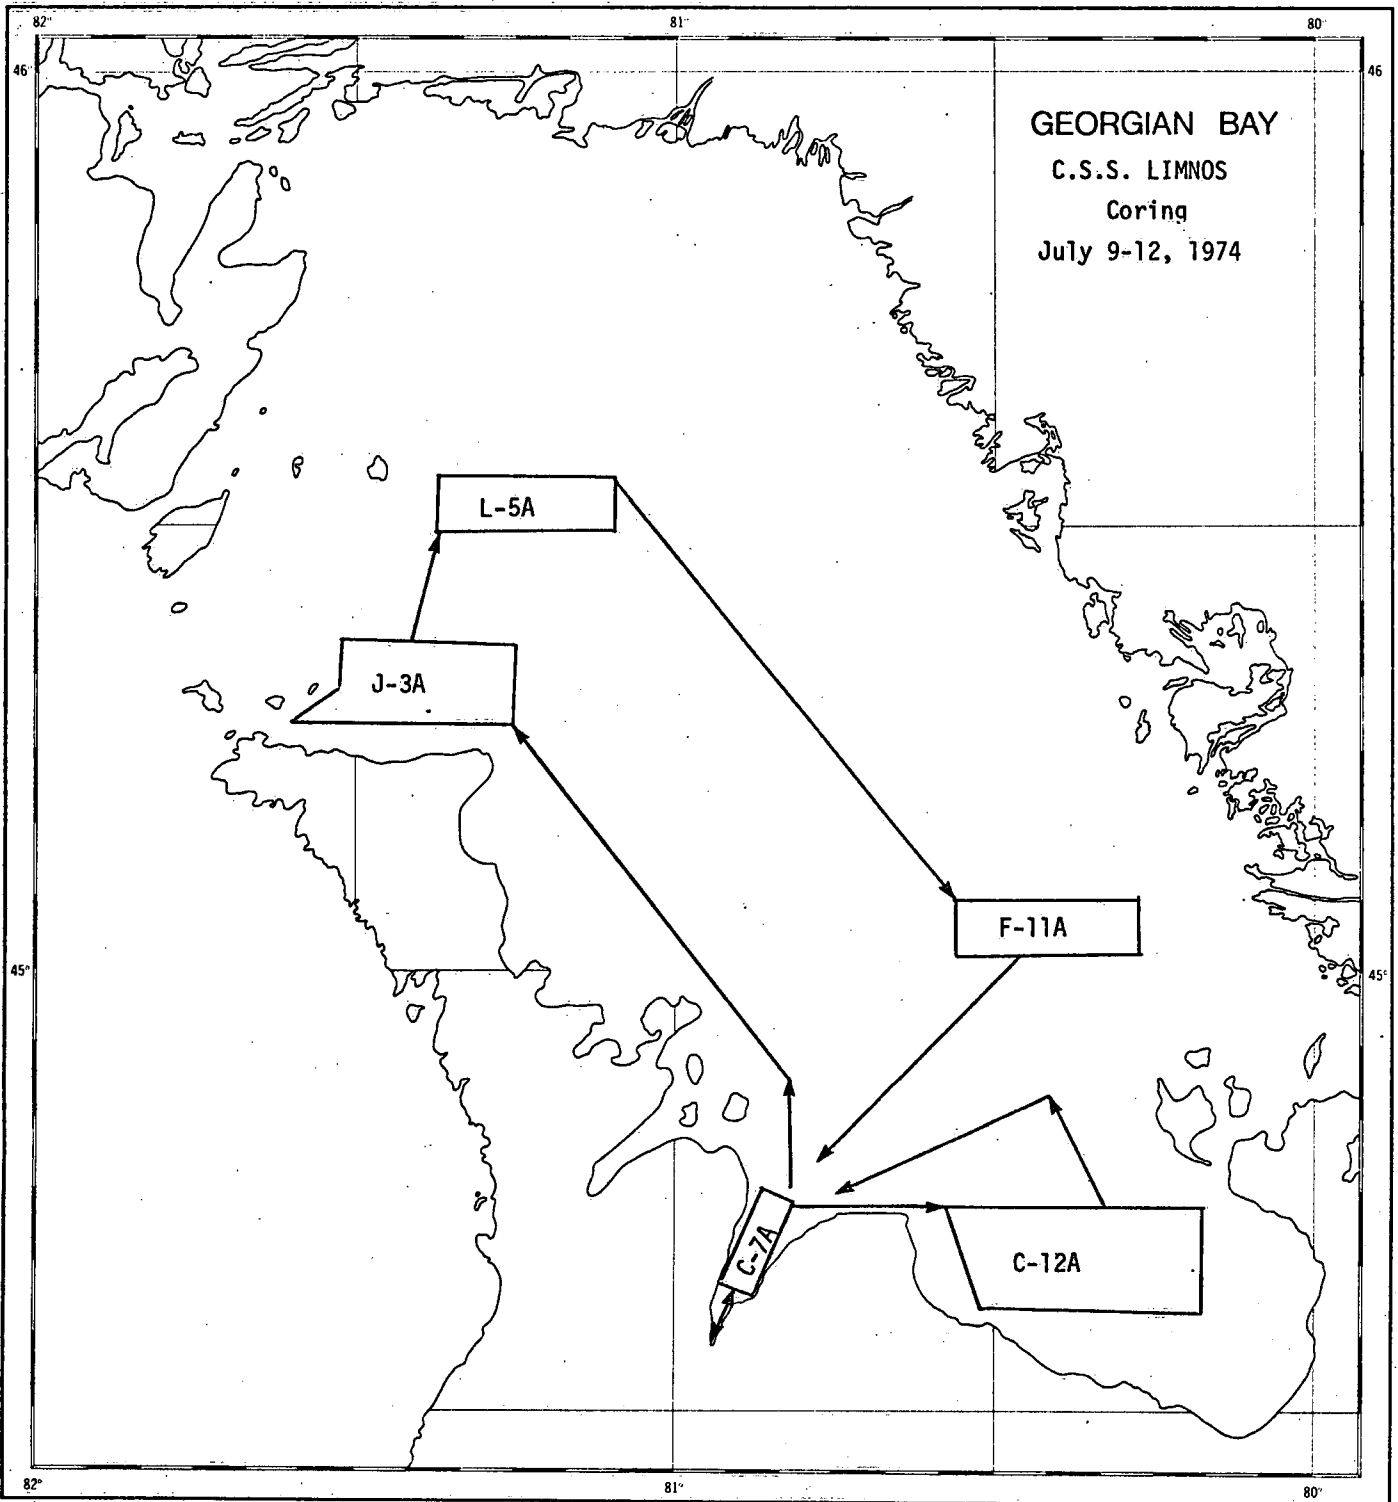 82° 81° 80°
46° 46
GEORGIAN BAY
C.S.S. LIMNOS
Coring
July 9-12, 1974
L-5A
J-3A
F-11A
45° 45°
C-7A
C-12A
82° 81° 80°